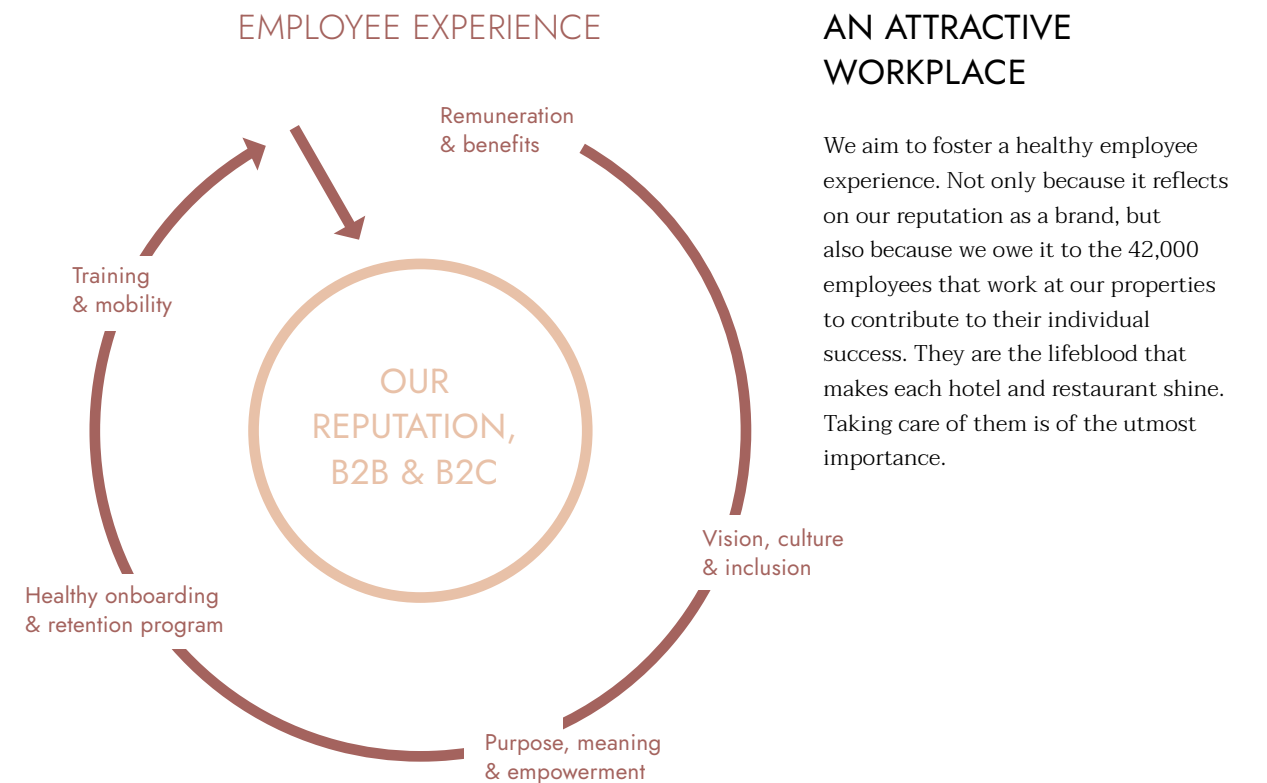 EMPLOYEE EXPERIENCE
Remuneration
& benefits
Training
& mobility
OUR
REPUTATION,
B2B & B2C
Vision, culture
& inclusion
Healthy onboarding
& retention program
Purpose, meaning
& empowerment
AN ATTRACTIVE
WORKPLACE
We aim to foster a healthy employee
experience. Not only because it reflects
on our reputation as a brand, but
also because we owe it to the 42,000
employees that work at our properties
to contribute to their individual
success. They are the lifeblood that
makes each hotel and restaurant shine.
Taking care of them is of the utmost
importance.